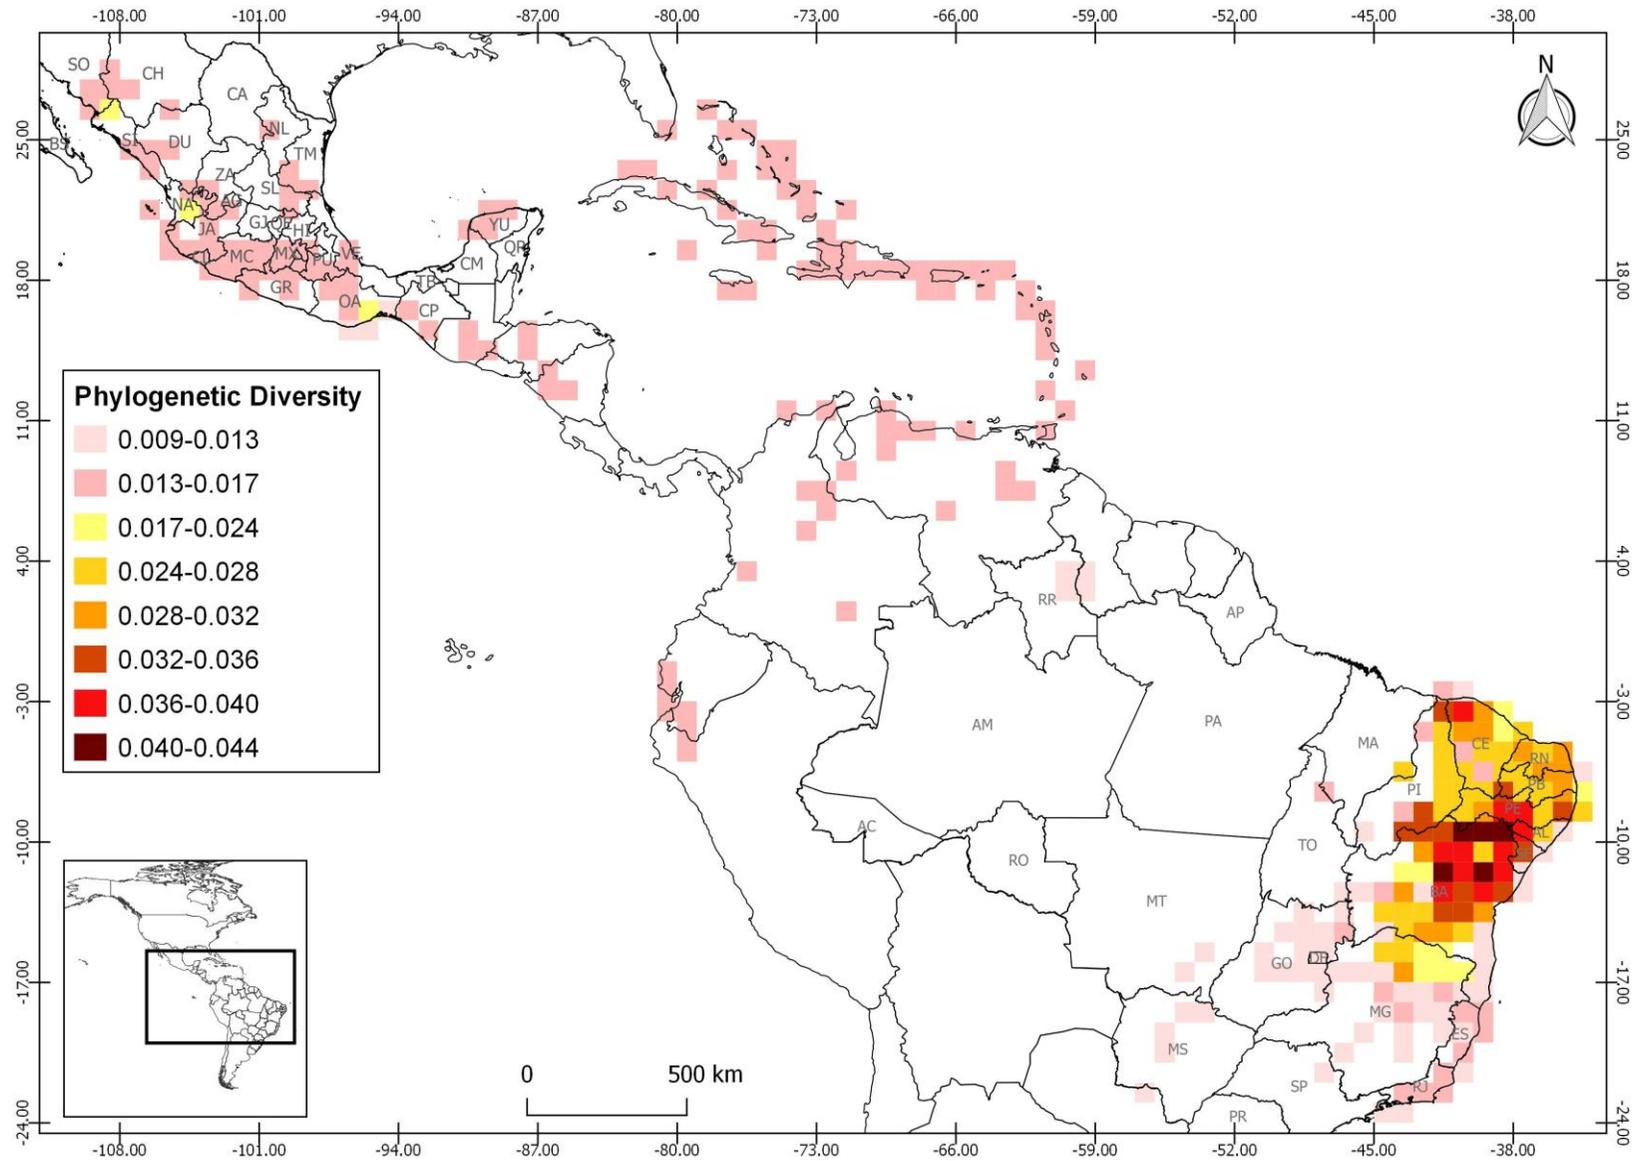 -108.00 -101.00 -94.00 -87.00 -80.00 -73.00 -66.00 -59.00 -52.00 -45.00 -38.00
N
SO CH
CA
25.00 BS SI DU NL 25.00
TM
ZA
SL
NA AG
JA GJ QE HI YU
QR
MC MX PU VE CM
18.00 GR TB 18.00
OA CP
Phylogenetic Diversity
0.009-0.013
0.013-0.017
0.017-0.024
0.024-0.028
0.028-0.032
0.032-0.036
0.036-0.040
0.040-0.044
11.00 11.00
4.00 4.00
RR AP
-3.00 -3.00
AM PA MA CE
RN
PI PB
PE
AC AL
-10.00 RO TO -10.00
MT BA
GO DF
-17.00 -17.00
MG
ES
MS
0 500 km
SP RJ
PR
-24.00 -24.00
-108.00 -101.00 -94.00 -87.00 -80.00 -73.00 -66.00 -59.00 -52.00 -45.00 -38.00